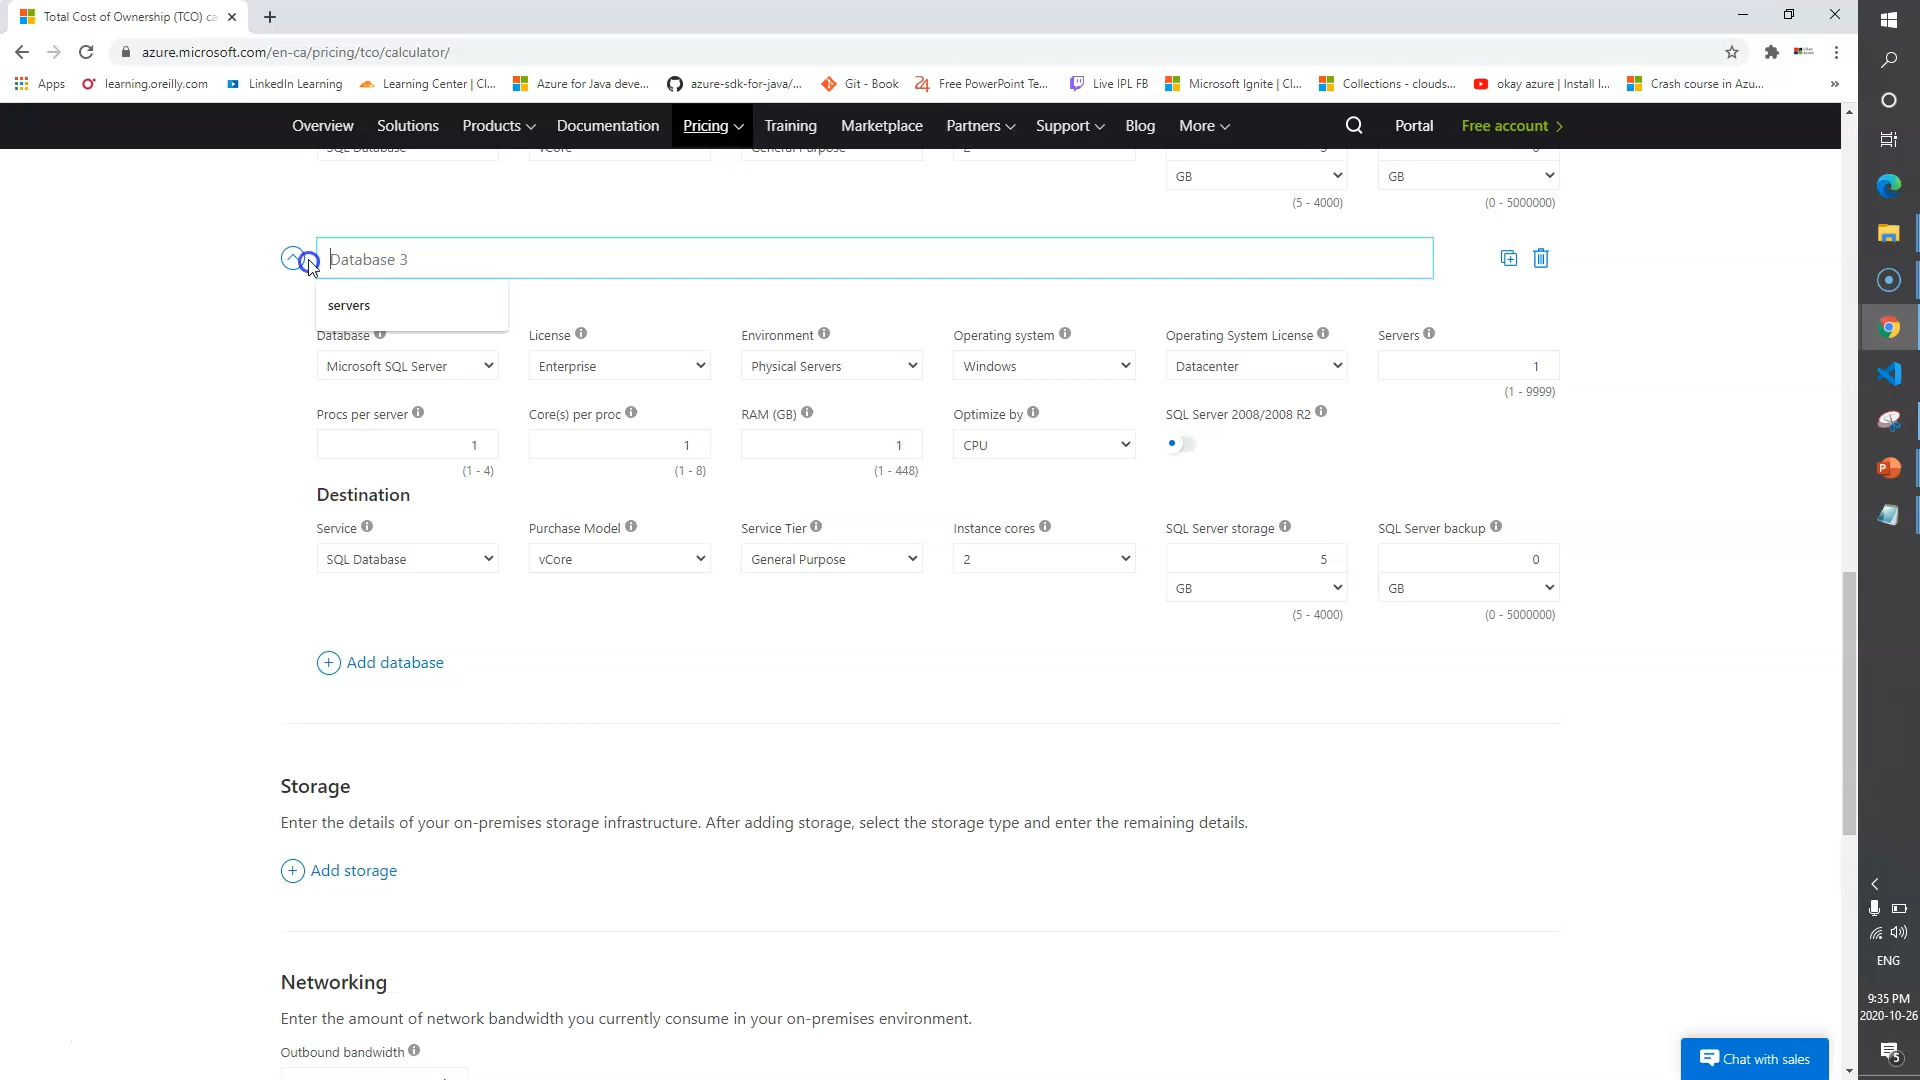 Total Cost of Ownership (TCO) ca
azure.microsoft.com/en-ca/pricing/tco/calculator/
Apps learning.oreilly.com LinkedIn Learning Learning Center | Cl... Azure for Java deve... azure-sdk-for-java/... Git - Book Free PowerPoint Te... Live IPL FB Microsoft Ignite | Cl... Collections - clouds... okay azure | Install I... Crash course in Azu... »
Overview Solutions Products Documentation Pricing Training Marketplace Partners Support Blog More Portal Free account
SQL Database vCore General Purpose 2 5 0
GB GB
(5 - 4000) (0 - 5000000)
Database 3
servers
Database License Environment Operating system Operating System License Servers
Microsoft SQL Server Enterprise Physical Servers Windows Datacenter 1
(1 - 9999)
Procs per server Core(s) per proc RAM (GB) Optimize by SQL Server 2008/2008 R2
1 1 1 CPU
(1 - 4) (1 - 8) (1 - 448)
Destination
Service Purchase Model Service Tier Instance cores SQL Server storage SQL Server backup
SQL Database vCore General Purpose 2 5 0
GB GB
(5 - 4000) (0 - 5000000)
Add database
Storage
Enter the details of your on-premises storage infrastructure. After adding storage, select the storage type and enter the remaining details.
Add storage
Networking
Enter the amount of network bandwidth you currently consume in your on-premises environment.
Outbound bandwidth
Chat with sales
ENG
9:35 PM
2020-10-26
5